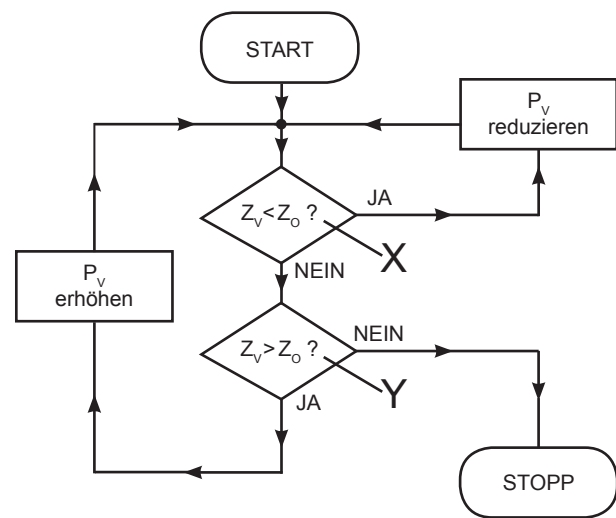 START
P_V
reduzieren
JA
Z_V < Z_O ?
X
NEIN
P_V
erhöhen
NEIN
Z_V > Z_O ?
Y
JA
STOPP